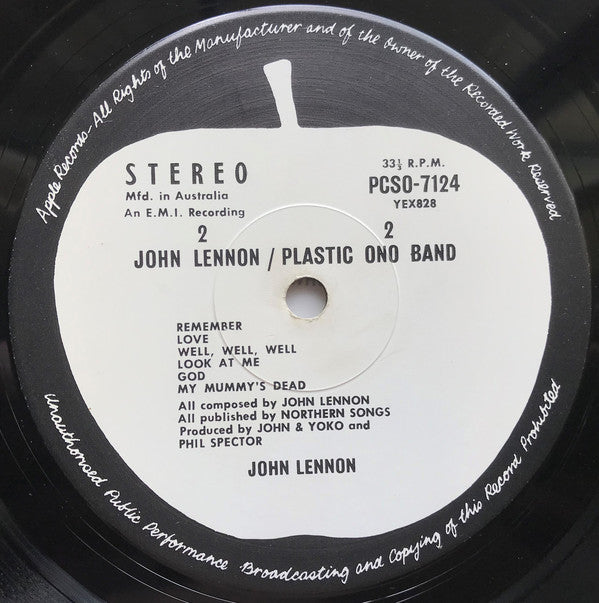 Apple Records-All Rights of the Manufacturer and of the Owner of the Recorded Work Reserved
STEREO
Mfd. in Australia
An E.M.I. Recording
33⅓ R.P.M.
PCSO-7124
YEX828
2 2
JOHN LENNON / PLASTIC ONO BAND
REMEMBER
LOVE
WELL, WELL, WELL
LOOK AT ME
GOD
MY MUMMY'S DEAD
All composed by JOHN LENNON
All published by NORTHERN SONGS
Produced by JOHN & YOKO and
PHIL SPECTOR
JOHN LENNON
Unauthorised Public Performance · Broadcasting and Copying of this Record Prohibited